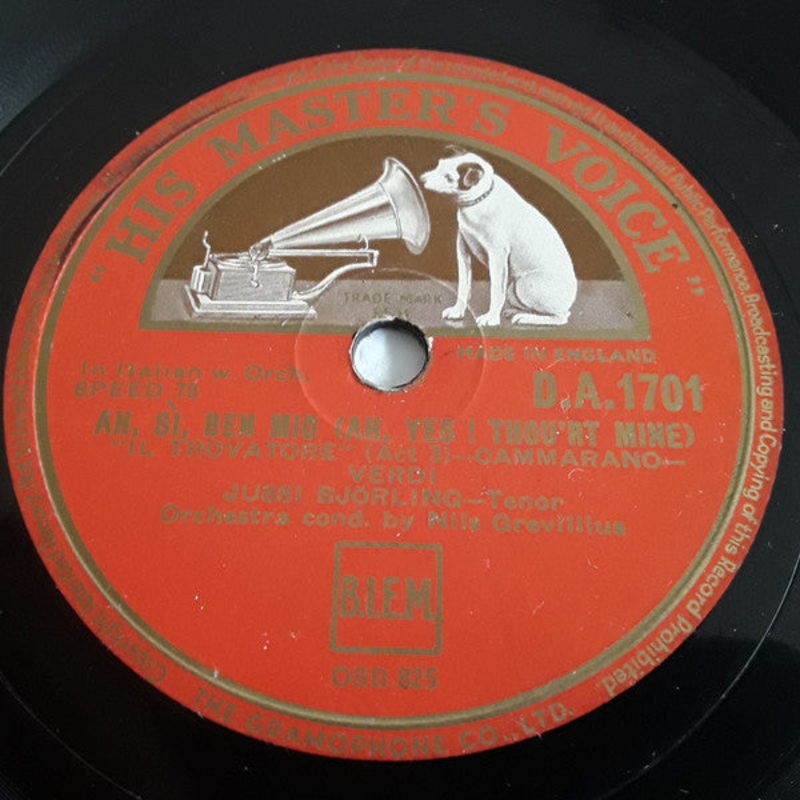 "HIS MASTER'S VOICE"
TRADE MARK
MADE IN ENGLAND
In Italian w. Orch.
SPEED 78
D.A.1701
AH, SI, BEN MIO (AH, YES ! THOU'RT MINE)
"IL TROVATORE" (Act 3)—CAMMARANO—
VERDI
JUSSI BJÖRLING—Tenor
Orchestra cond. by Nils Grevillius
B.I.E.M.
OSB 825
THE GRAMOPHONE CO., LTD.
Copyright
Public Performance, Broadcasting and Copying of this Record Prohibited.